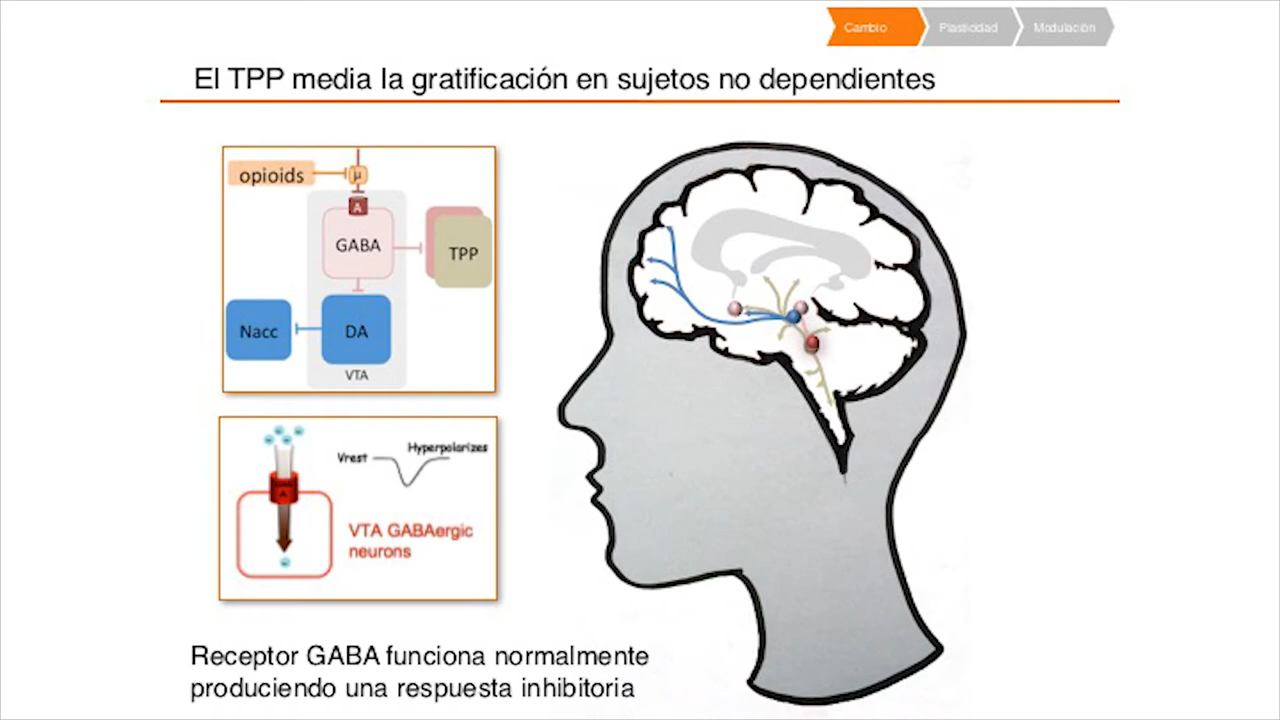 Cambio
Plasticidad
Modulación
El TPP media la gratificación en sujetos no dependientes
opioids
μ
A
GABA
TPP
Nacc
DA
VTA
Vrest
Hyperpolarizes
A
VTA GABAergic
neurons
Receptor GABA funciona normalmente
produciendo una respuesta inhibitoria